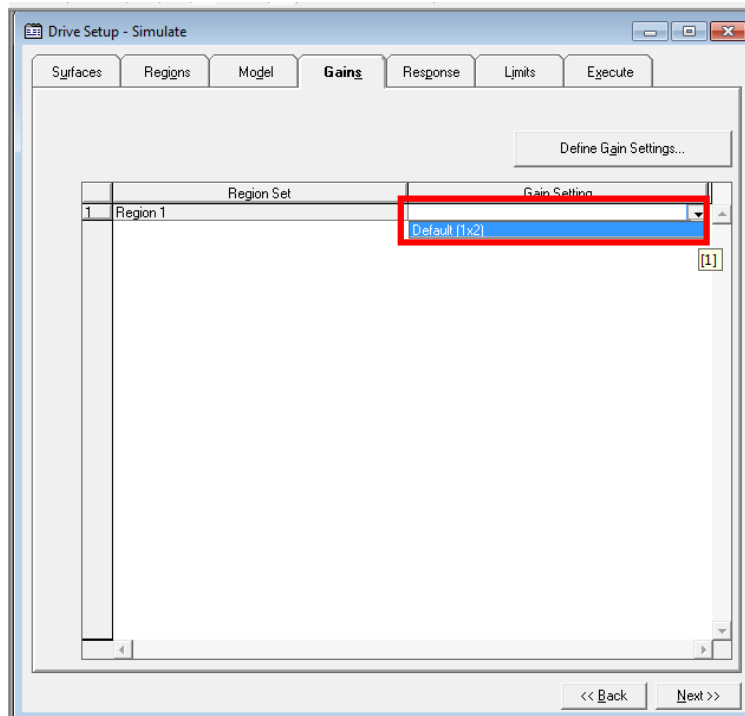 Drive Setup - Simulate
Surfaces Regions Model Gains Response Limits Execute
Define Gain Settings...
Region Set Gain Setting
1 Region 1
Default (1x2)
[1]
<< Back Next >>